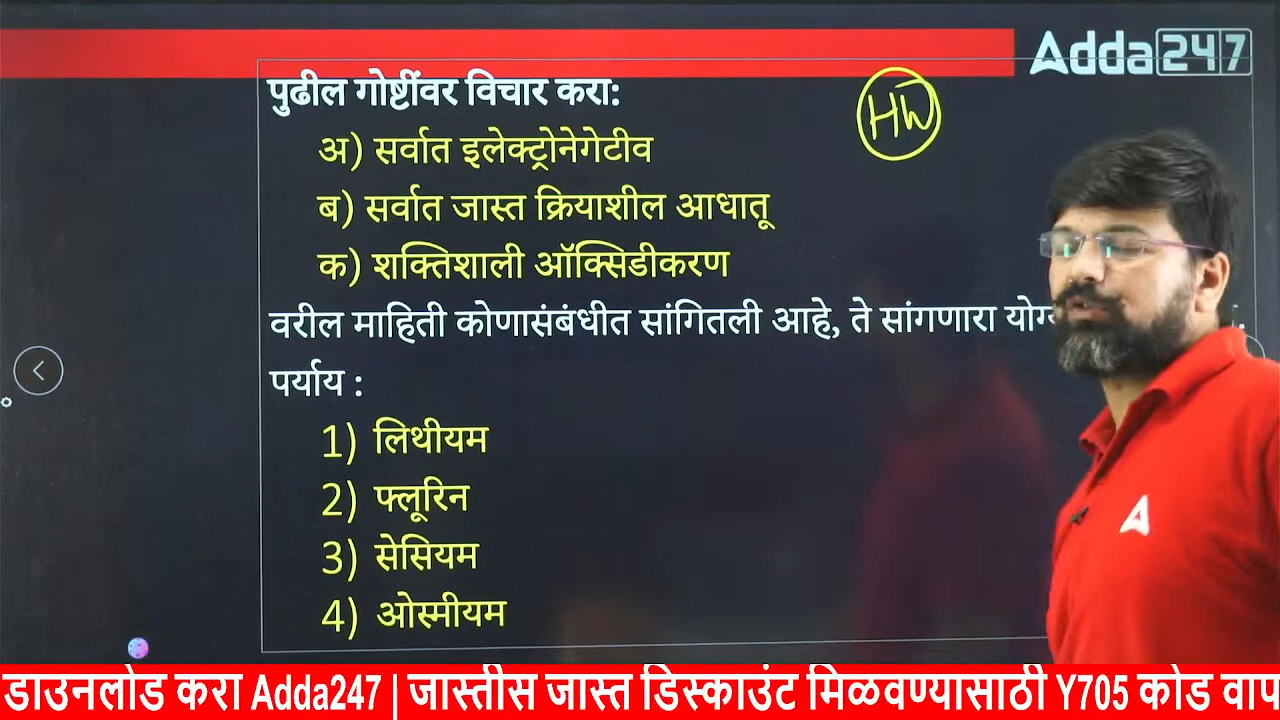 Adda247
पुढील गोष्टींवर विचार करा:
HW
अ) सर्वात इलेक्ट्रोनेगेटीव
ब) सर्वात जास्त क्रियाशील आधातू
क) शक्तिशाली ऑक्सिडीकरण
वरील माहिती कोणासंबंधीत सांगितली आहे, ते सांगणारा
पर्याय :
1) लिथीयम
2) फ्लूरिन
3) सेसियम
4) ओस्मीयम
डाउनलोड करा Adda247 | जास्तीस जास्त डिस्काउंट मिळवण्यासाठी Y705 कोड